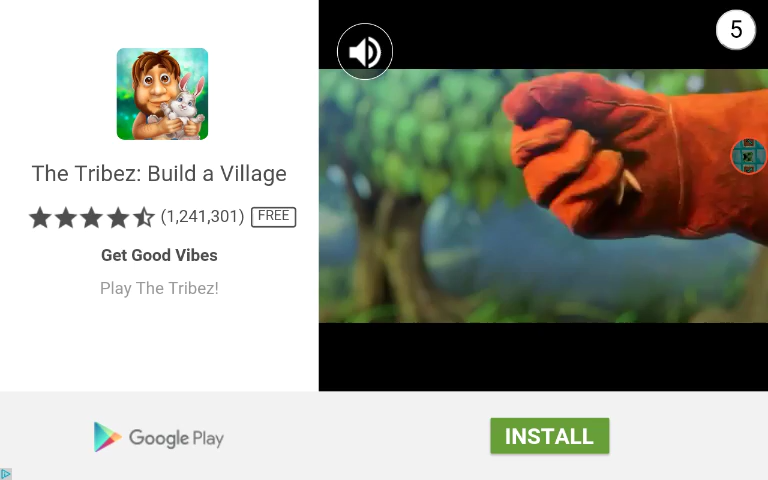 5
The Tribez: Build a Village
(1,241,301) FREE
Get Good Vibes
Play The Tribez!
Google Play
INSTALL